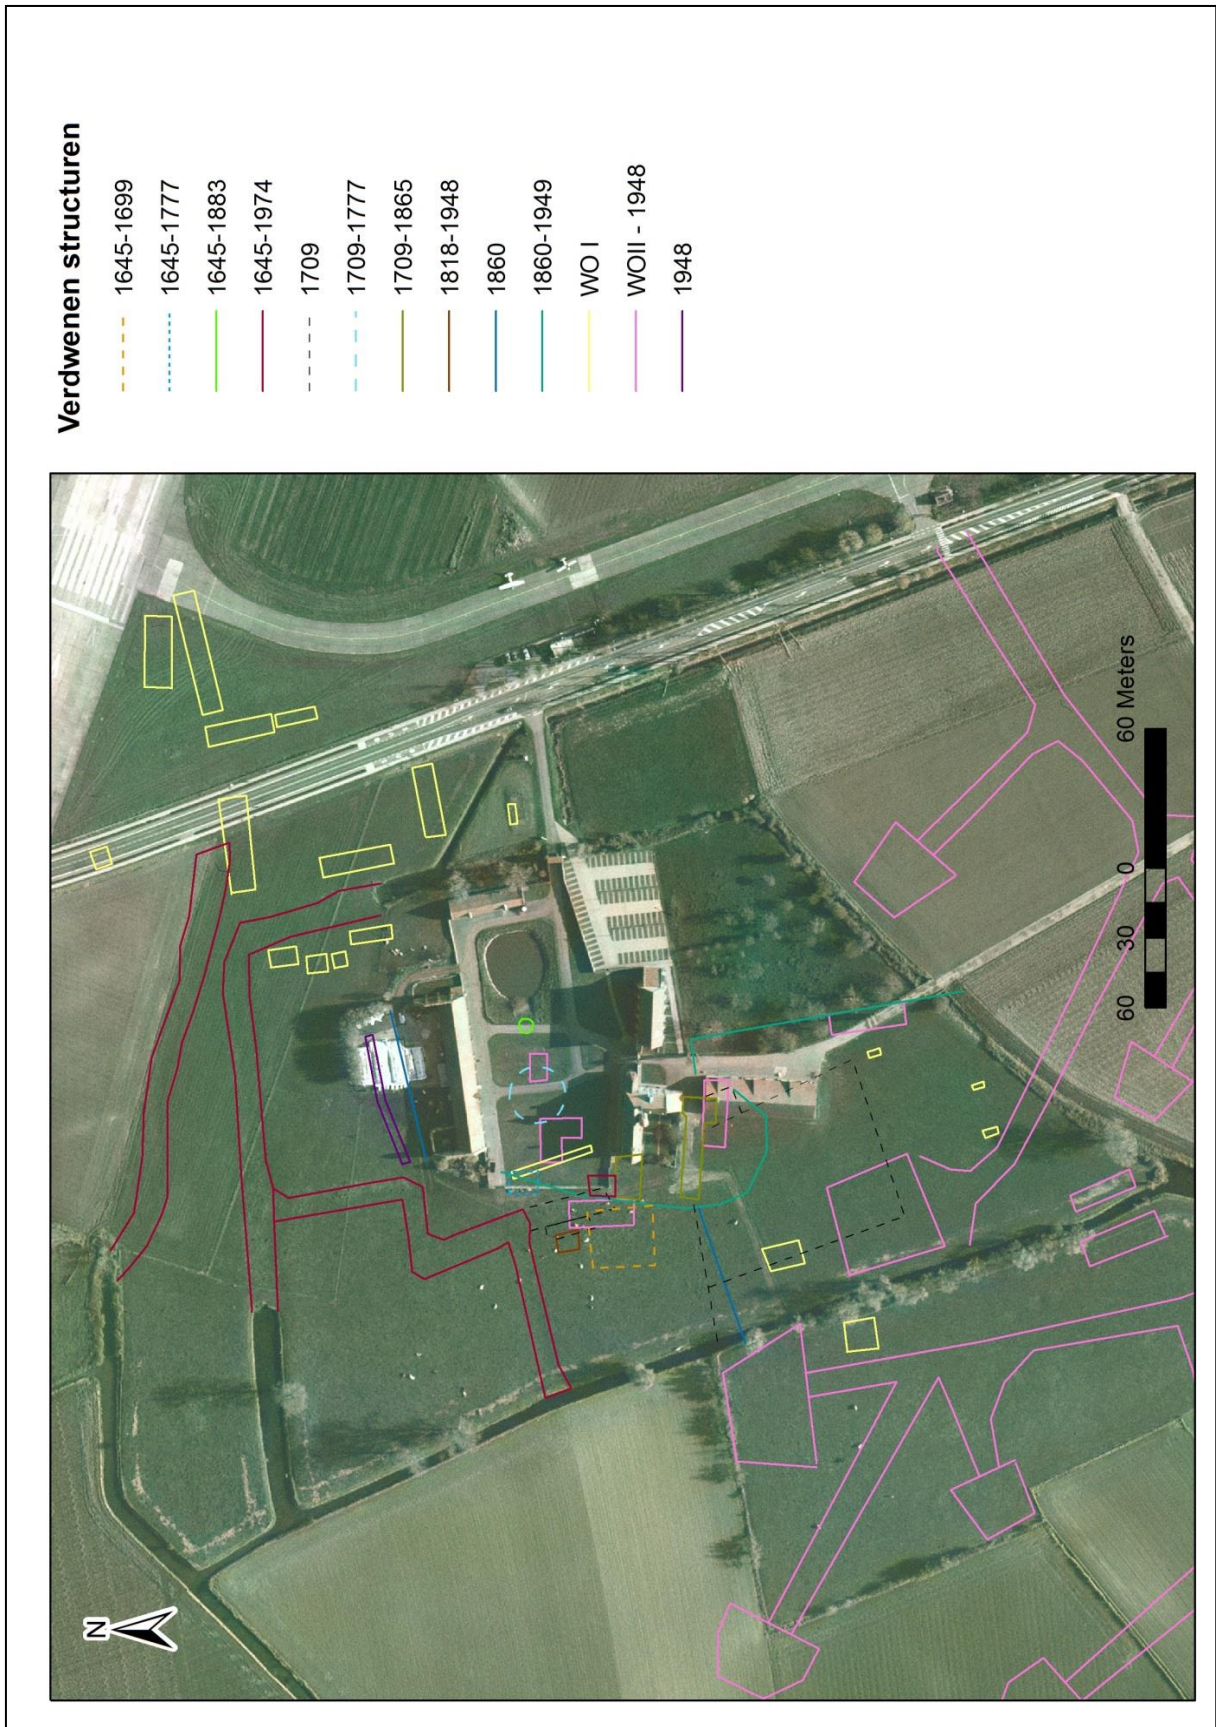 Verdwenen structuren
1645-1699
1645-1777
1645-1883
1645-1974
1709
1709-1777
1709-1865
1818-1948
1860
1860-1949
WO I
WOII - 1948
1948
N
60 30 0 60 Meters